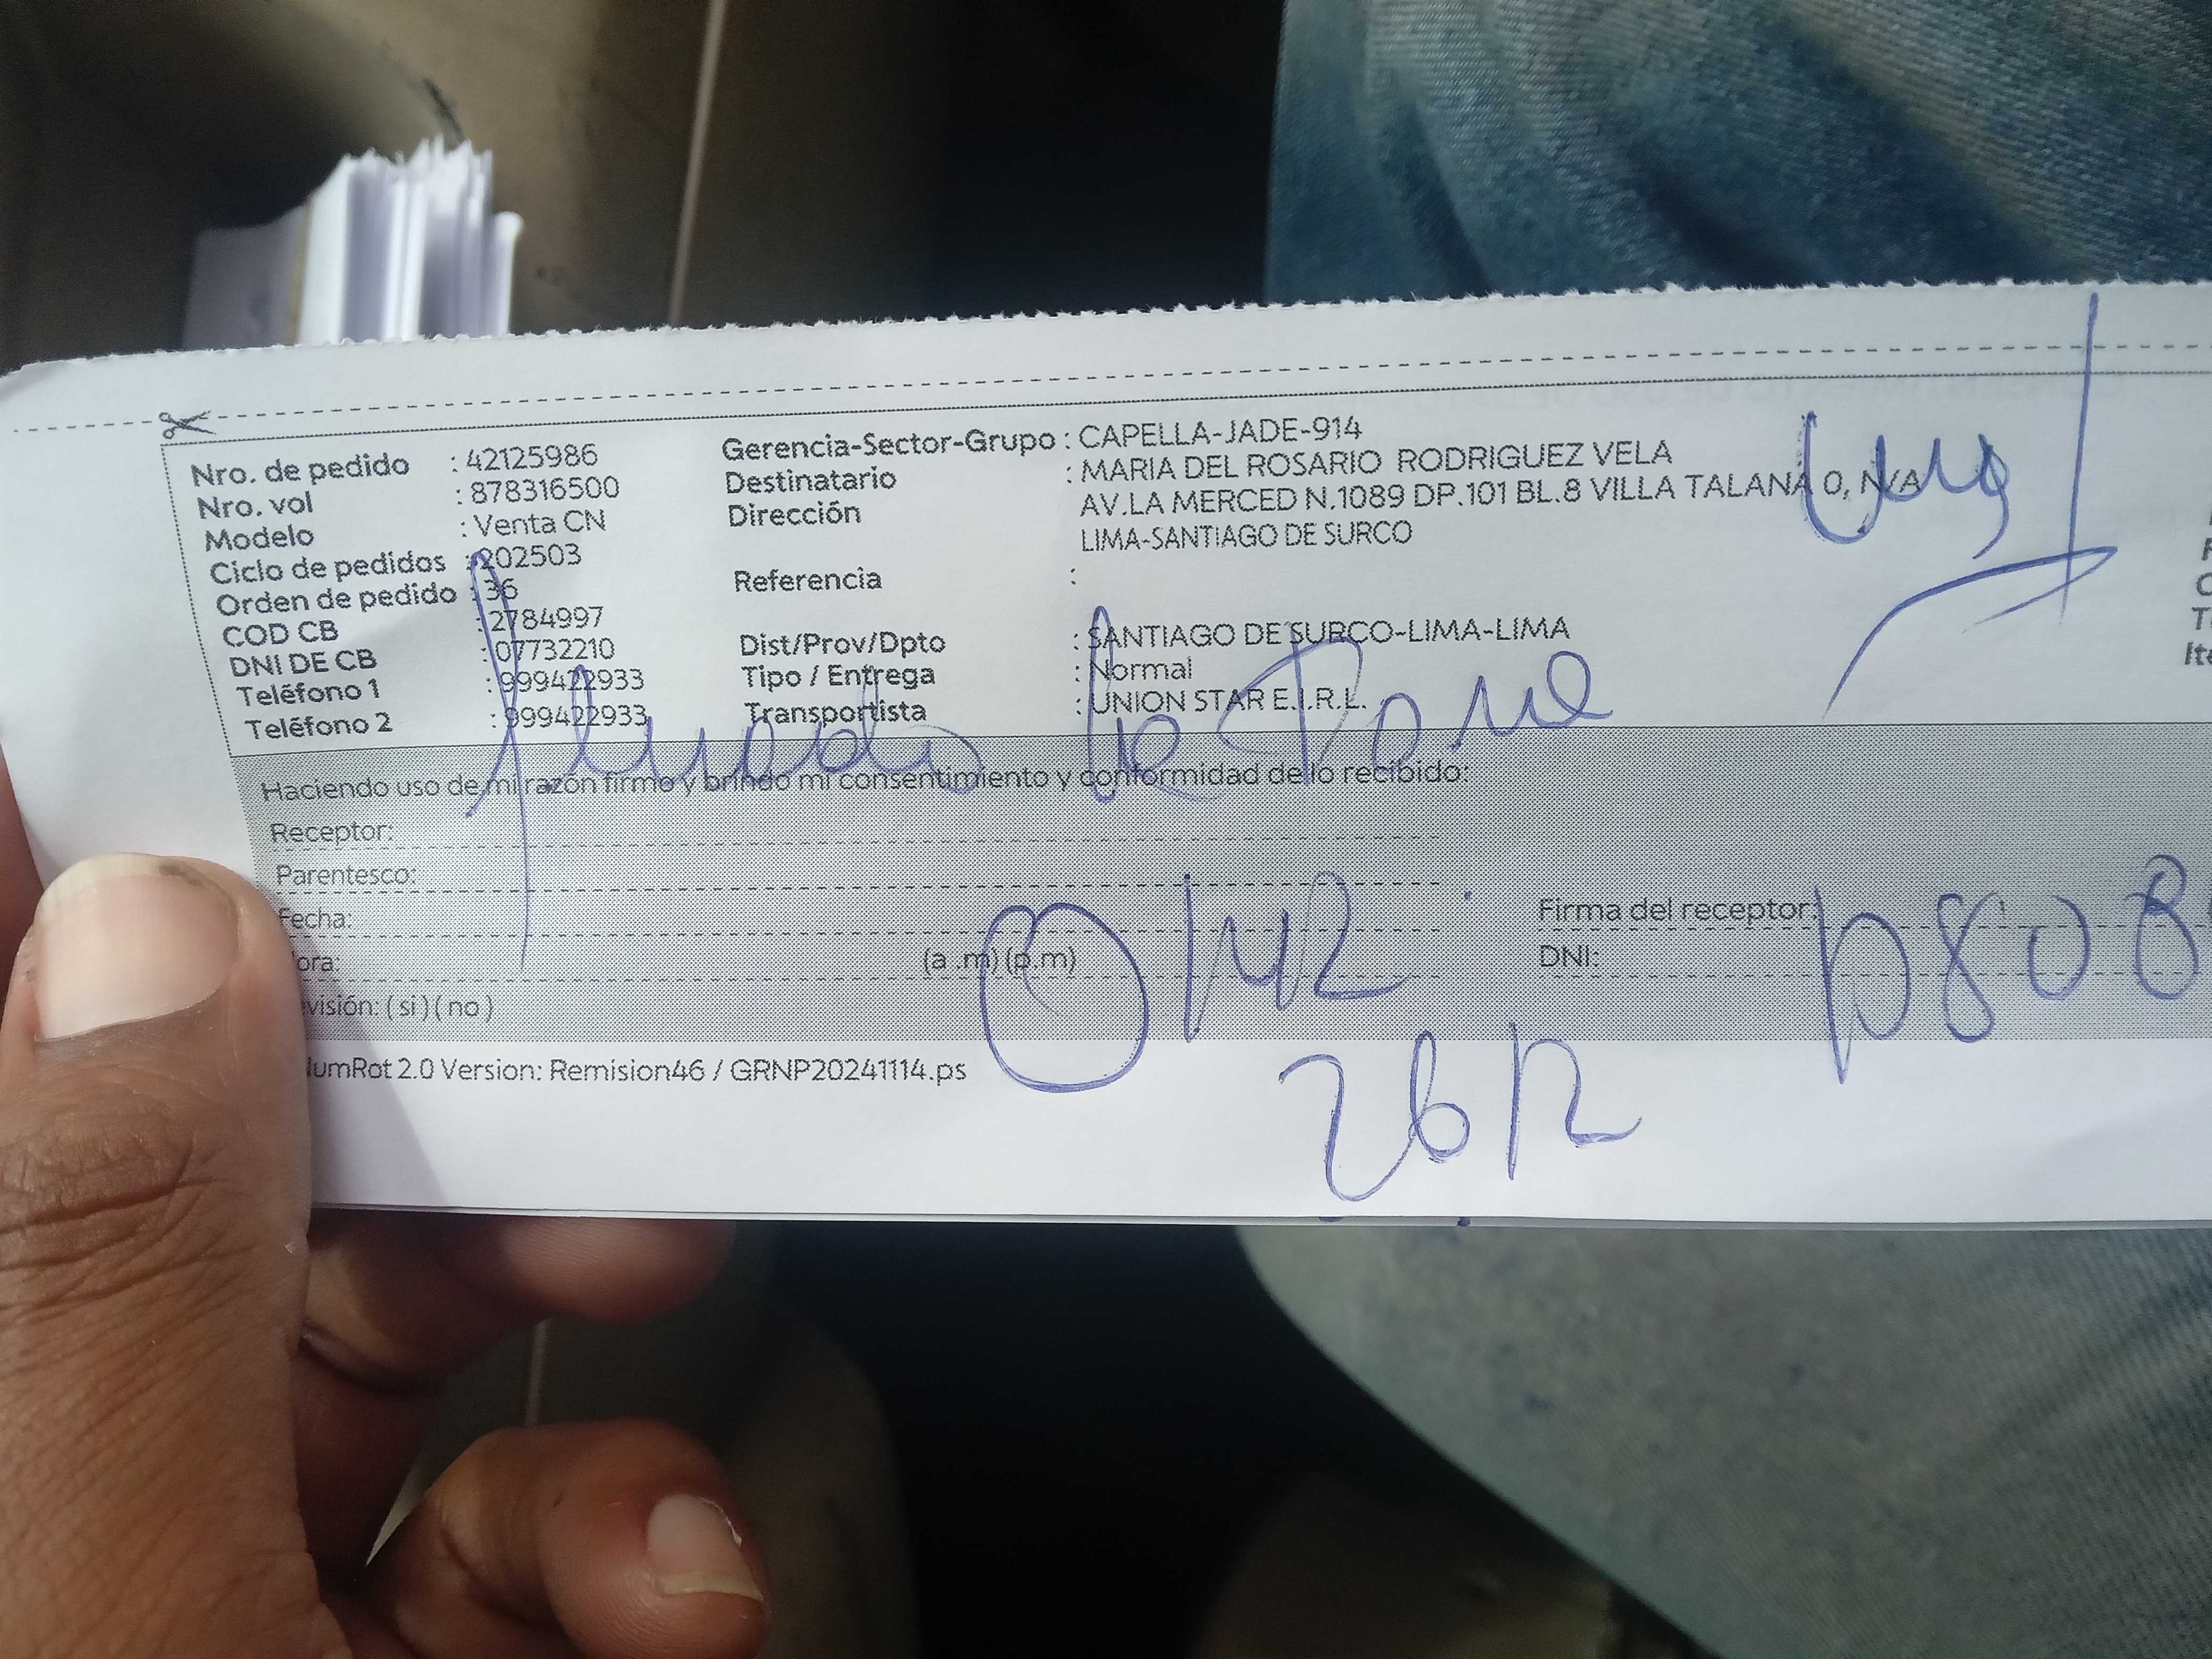 Nro. de pedido : 42125986
Nro. vol : 878316500
Modelo : Venta CN
Ciclo de pedidos : 202503
Orden de pedido : 36
COD CB : 2784997
DNI DE CB : 07732210
Teléfono 1 : 999422933
Teléfono 2 : 999422933
Gerencia-Sector-Grupo : CAPELLA-JADE-914
Destinatario : MARIA DEL ROSARIO RODRIGUEZ VELA
Dirección AV.LA MERCED N.1089 DP.101 BL.8 VILLA TALANA 0, N/A
LIMA-SANTIAGO DE SURCO
Referencia :
Dist/Prov/Dpto : SANTIAGO DE SURCO-LIMA-LIMA
Tipo / Entrega : Normal
Transportista : UNION STAR E.I.R.L.
Haciendo uso de mi razón firmo y brindo mi consentimiento y conformidad de lo recibido:
Receptor:
Parentesco:
Fecha:
ora:
(a .m) (p.m)
visión: ( si ) ( no )
Firma del receptor:
DNI:
umRot 2.0 Version: Remision46 / GRNP20241114.ps